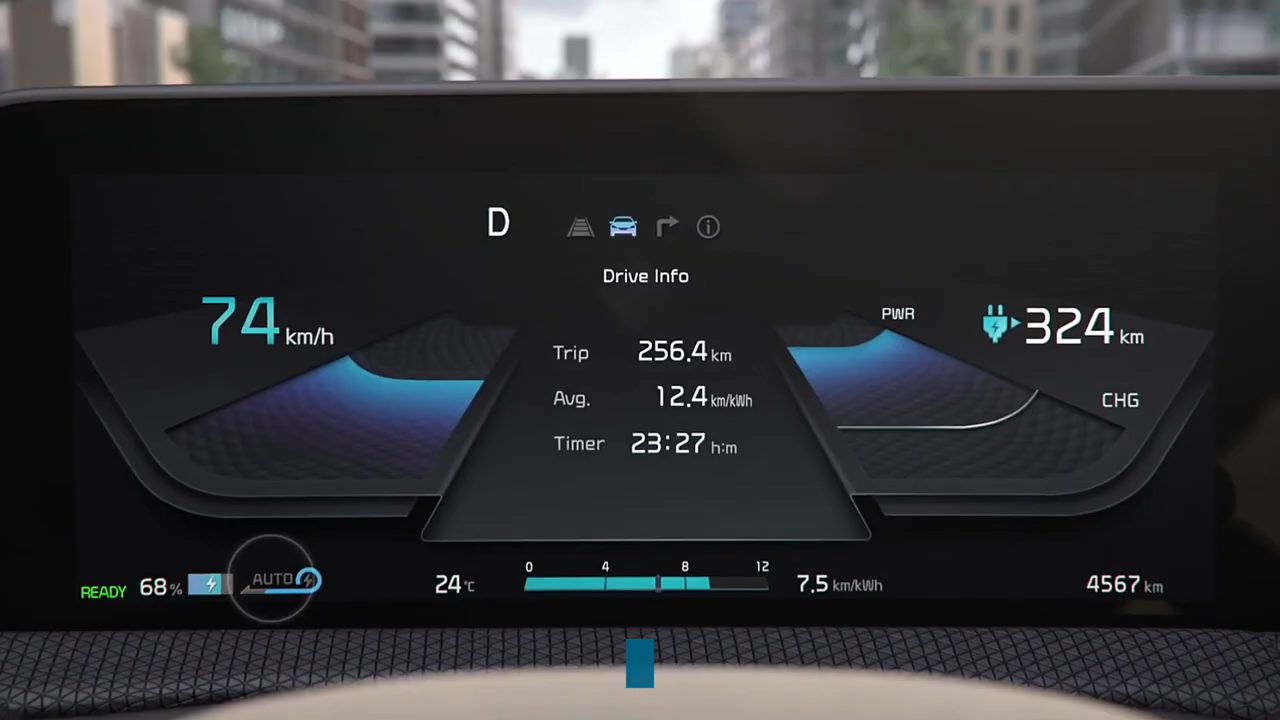 D
Drive Info
74 km/h
PWR
324 km
Trip 256.4 km
Avg. 12.4 km/kWh
CHG
Timer 23:27 h:m
0 4 8 12
READY 68% AUTO
24°C
7.5 km/kWh
4567 km